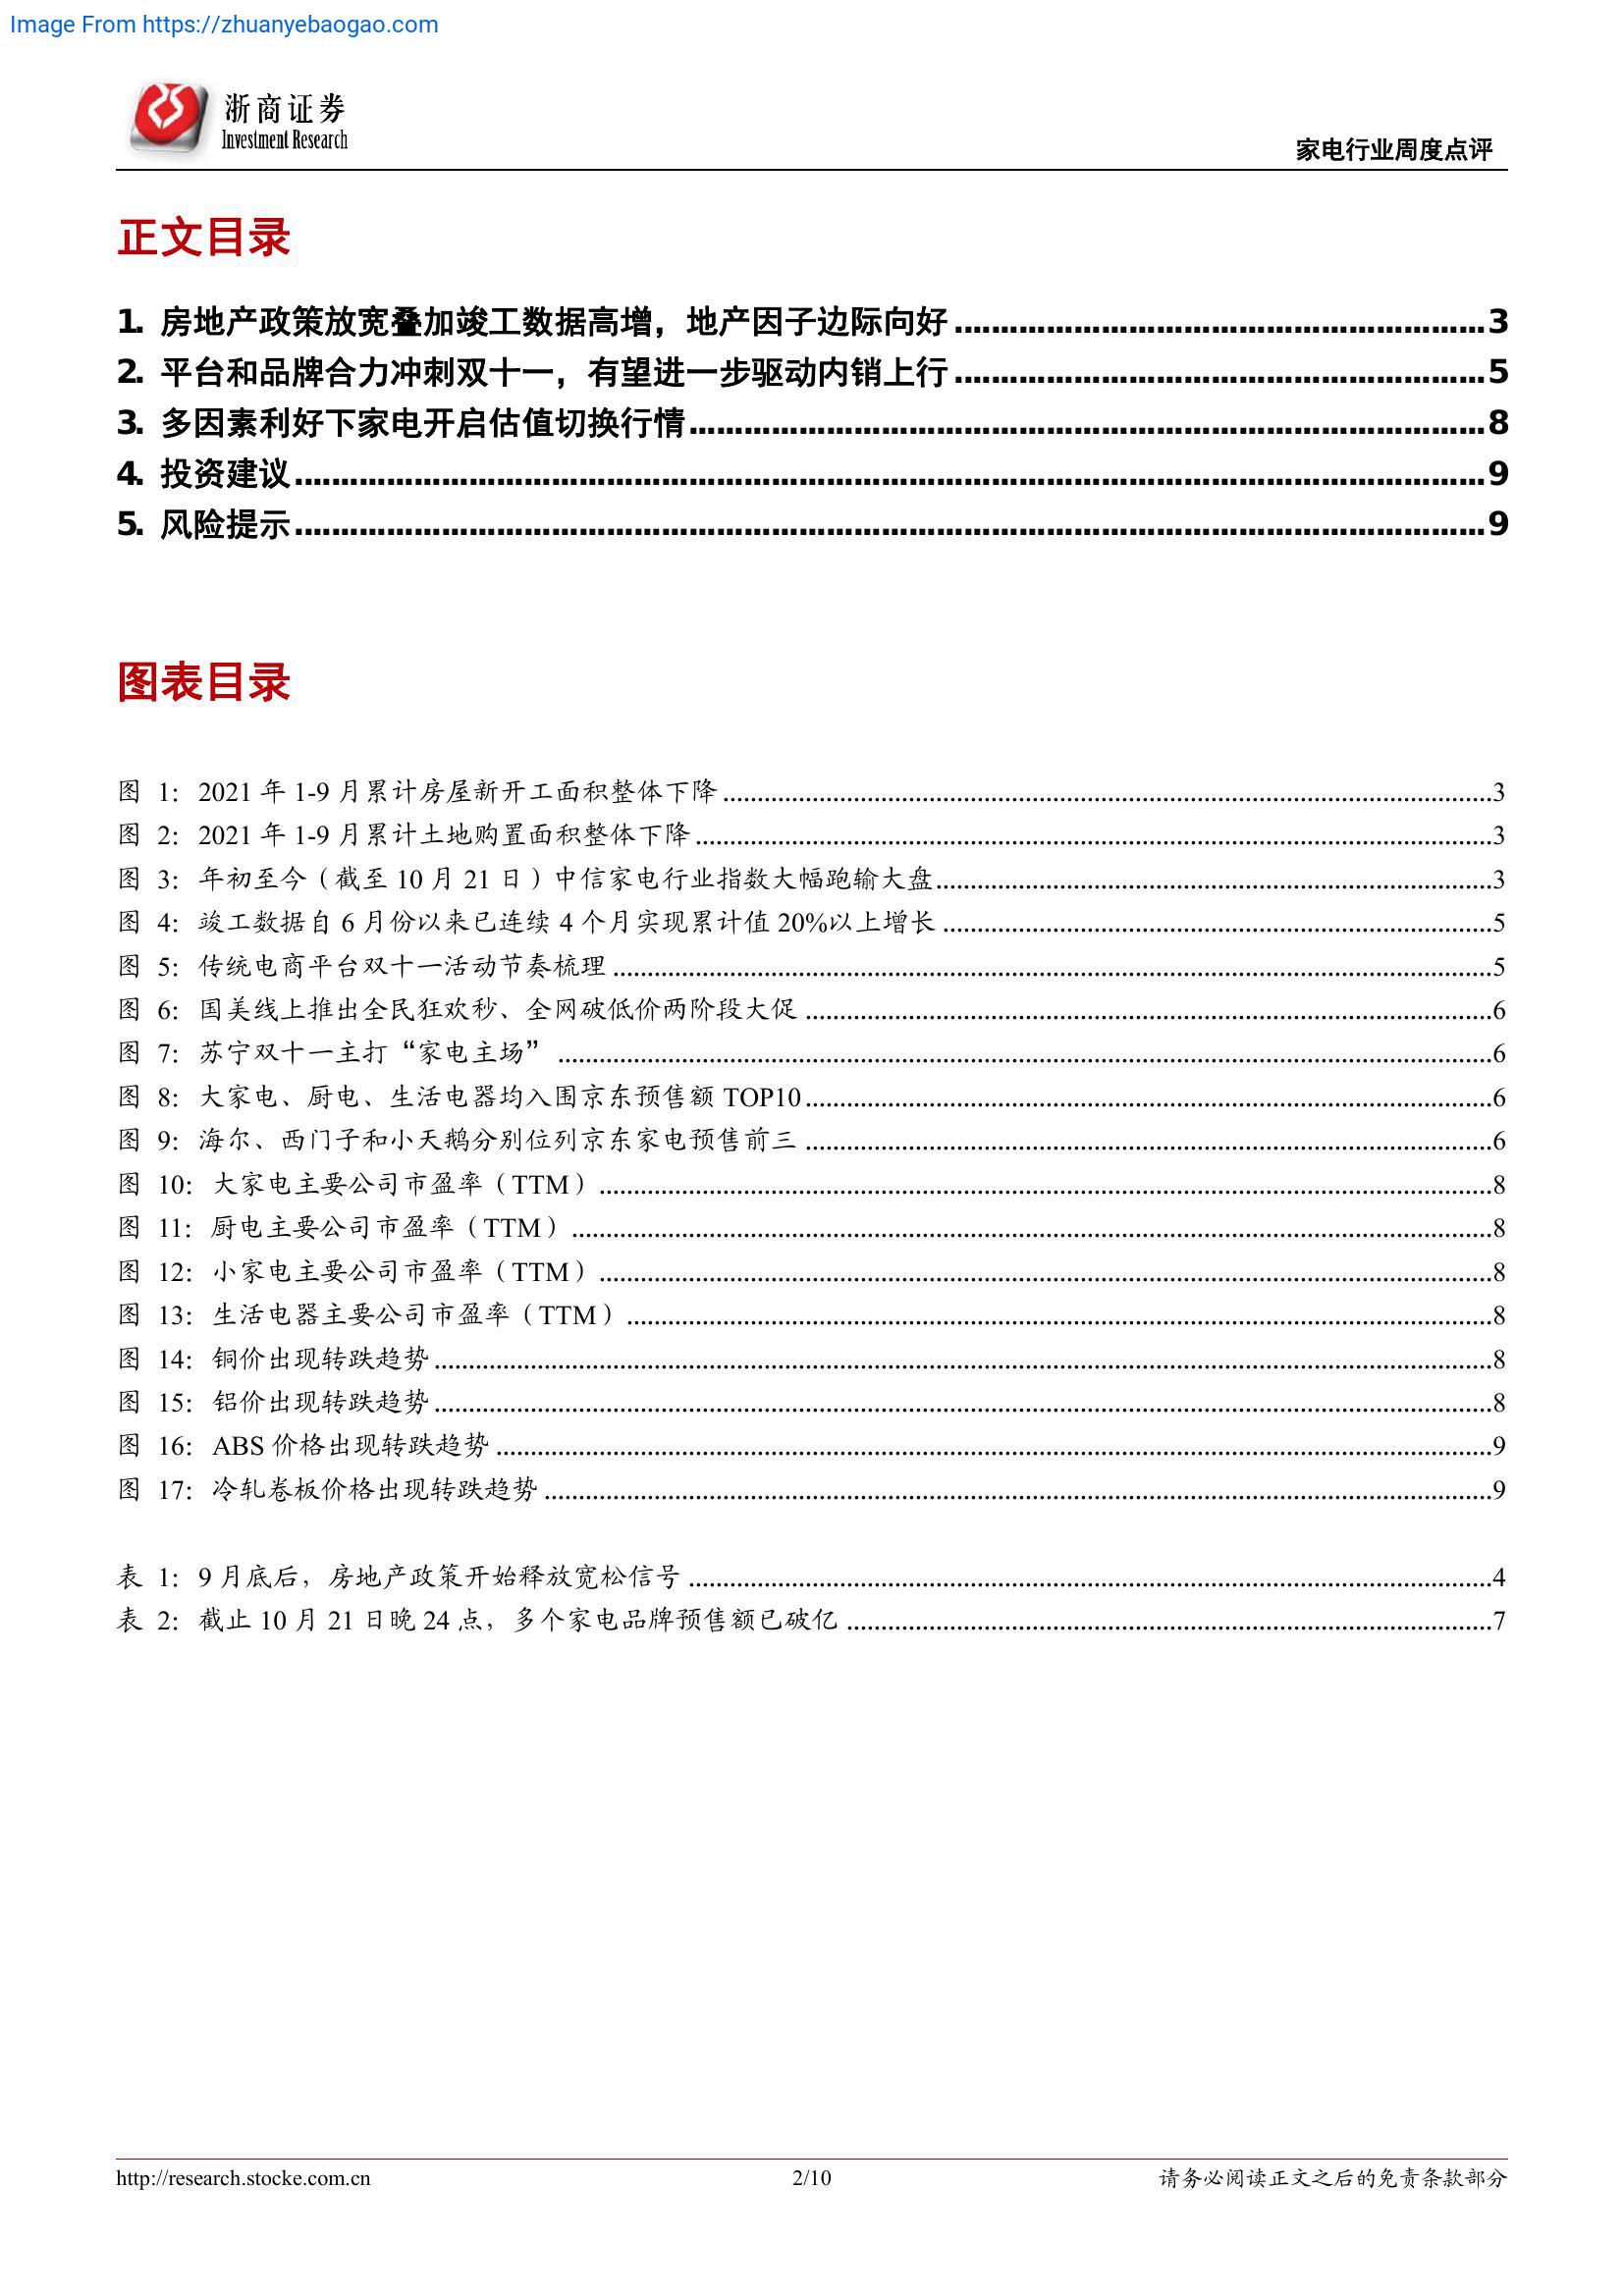 Image From https://zhuanyebaogao.com
浙商证券
Investment Research
家电行业周度点评
正文目录
1. 房地产政策放宽叠加竣工数据高增，地产因子边际向好........................................................3
2. 平台和品牌合力冲刺双十一，有望进一步驱动内销上行........................................................5
3. 多因素利好下家电开启估值切换行情........................................................8
4. 投资建议........................................................9
5. 风险提示........................................................9
图表目录
图 1：2021 年 1-9 月累计房屋新开工面积整体下降........................................................3
图 2：2021 年 1-9 月累计土地购置面积整体下降........................................................3
图 3：年初至今（截至 10 月 21 日）中信家电行业指数大幅跑输大盘........................................................3
图 4：竣工数据自 6 月份以来已连续 4 个月实现累计值 20%以上增长........................................................5
图 5：传统电商平台双十一活动节奏梳理........................................................5
图 6：国美线上推出全民狂欢秒、全网破低价两阶段大促........................................................6
图 7：苏宁双十一主打“家电主场”........................................................6
图 8：大家电、厨电、生活电器均入围京东预售额 TOP10........................................................6
图 9：海尔、西门子和小天鹅分别位列京东家电预售前三........................................................6
图 10：大家电主要公司市盈率（TTM）........................................................8
图 11：厨电主要公司市盈率（TTM）........................................................8
图 12：小家电主要公司市盈率（TTM）........................................................8
图 13：生活电器主要公司市盈率（TTM）........................................................8
图 14：铜价出现转跌趋势........................................................8
图 15：铝价出现转跌趋势........................................................8
图 16：ABS 价格出现转跌趋势........................................................9
图 17：冷轧卷板价格出现转跌趋势........................................................9
表 1：9 月底后，房地产政策开始释放宽松信号........................................................4
表 2：截止 10 月 21 日晚 24 点，多个家电品牌预售额已破亿........................................................7
http://research.stocke.com.cn
2/10
请务必阅读正文之后的免责条款部分